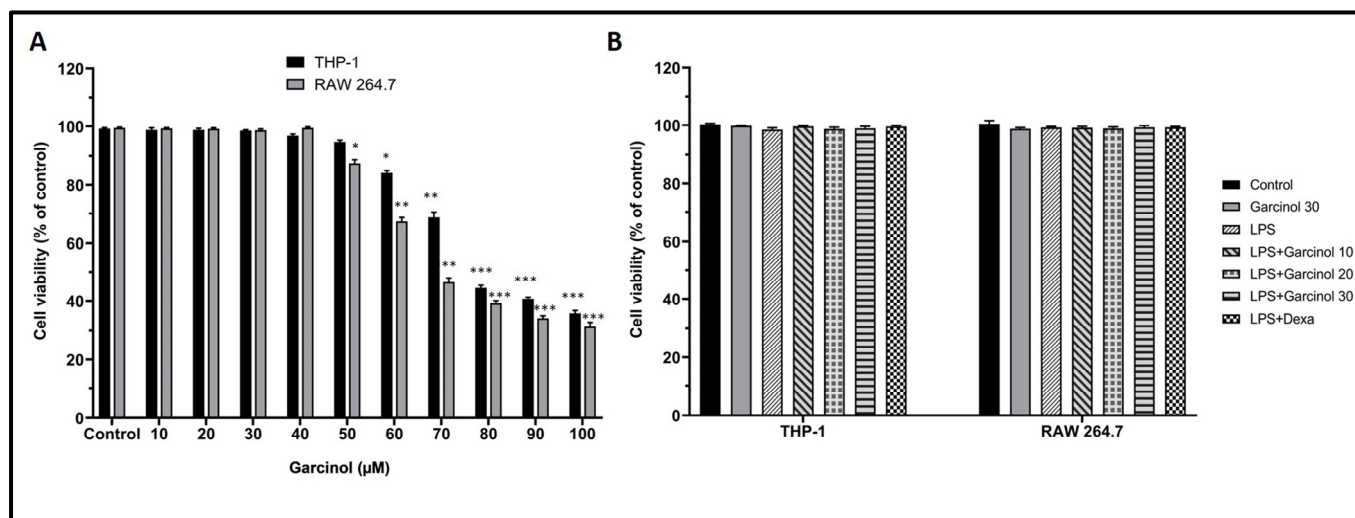 A
THP-1
RAW 264.7
Cell viability (% of control)
120
100
80
60
40
20
0
*
*
**
**
**
***
***
***
***
***
***
Control 10 20 30 40 50 60 70 80 90 100
Garcinol (µM)
B
Cell viability (% of control)
120
100
80
60
40
20
0
THP-1 RAW 264.7
Control
Garcinol 30
LPS
LPS+Garcinol 10
LPS+Garcinol 20
LPS+Garcinol 30
LPS+Dexa